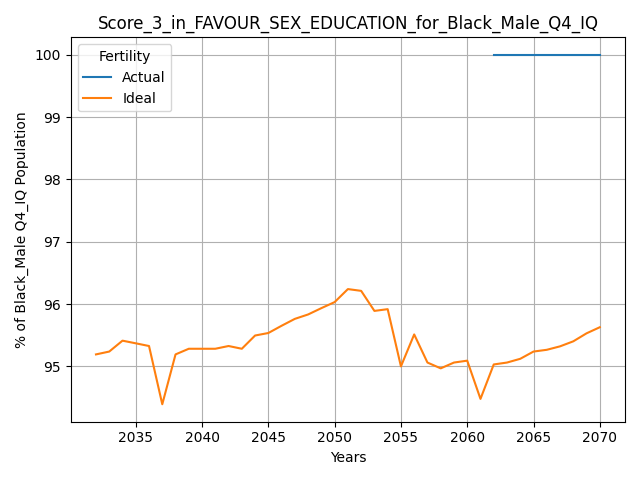 Score_3_in_FAVOUR_SEX_EDUCATION_for_Black_Male_Q4_IQ
Fertility
Actual
Ideal
% of Black_Male Q4_IQ Population
100
99
98
97
96
95
2035
2040
2045
2050
2055
2060
2065
2070
Years